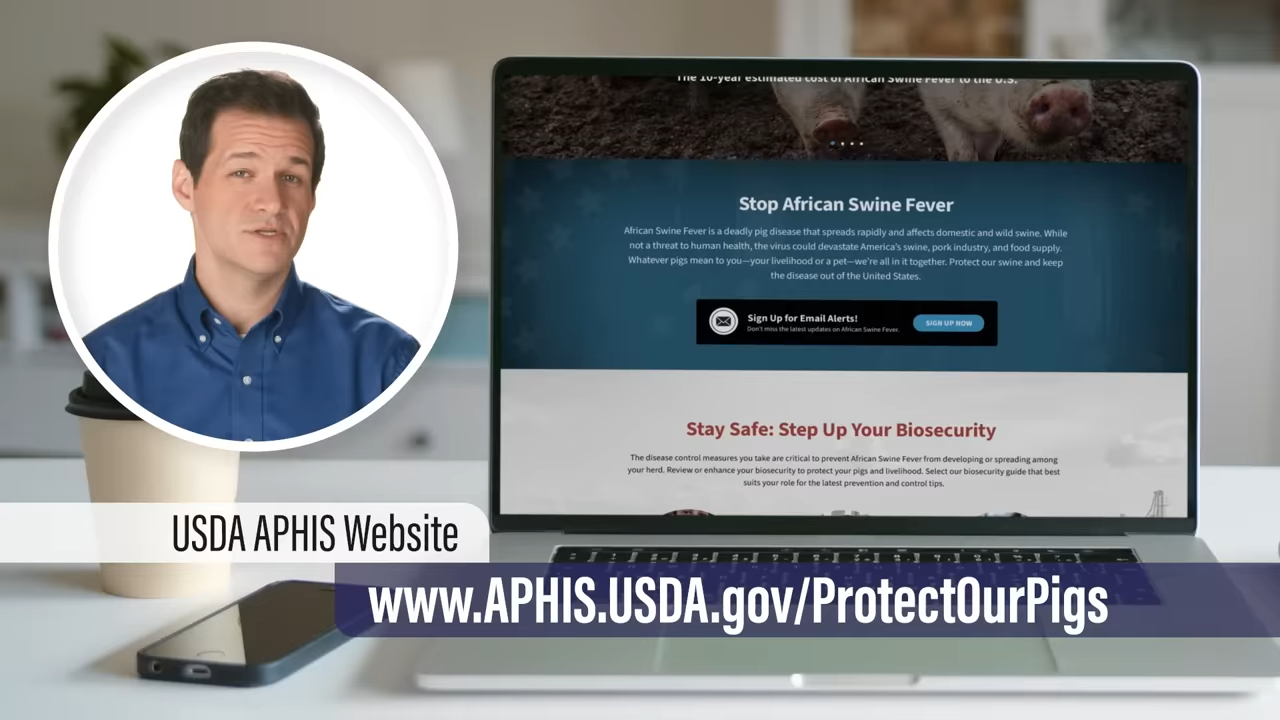 The 10-year estimated cost of African Swine Fever to the U.S.
Stop African Swine Fever
African Swine Fever is a deadly pig disease that spreads rapidly and affects domestic and wild swine. While
not a threat to human health, the virus could devastate America's swine, pork industry, and food supply.
Whatever pigs mean to you—your livelihood or a pet—we're all in it together. Protect our swine and keep
the disease out of the United States.
Sign Up for Email Alerts!
Don't miss the latest updates on African Swine Fever.
SIGN UP NOW
Stay Safe: Step Up Your Biosecurity
The disease control measures you take are critical to prevent African Swine Fever from developing or spreading among
your herd. Review or enhance your biosecurity to protect your pigs and livelihood. Select our biosecurity guide that best
suits your role for the latest prevention and control tips.
USDA APHIS Website
www.APHIS.USDA.gov/ProtectOurPigs